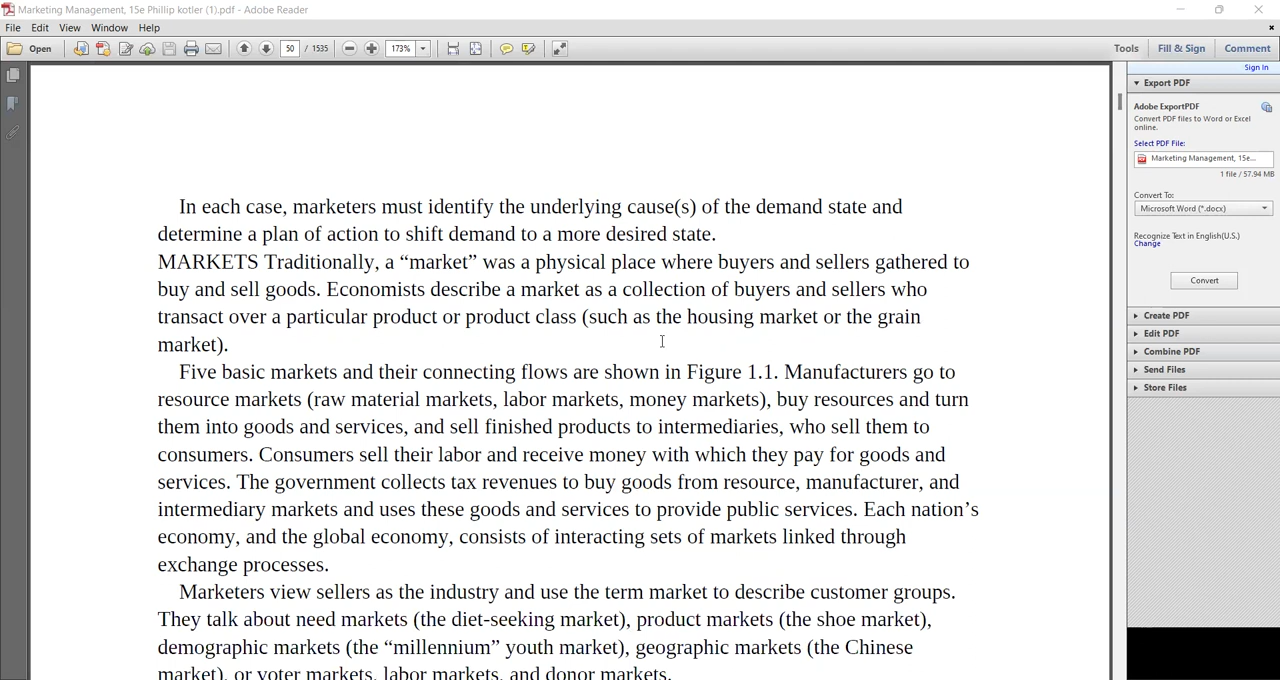 Marketing Management, 15e Phillip kotler (1).pdf - Adobe Reader
File Edit View Window Help
Open 50 / 1535 173% Tools Fill & Sign Comment
Sign In
Export PDF
Adobe ExportPDF
Convert PDF files to Word or Excel
online.
Select PDF File:
Marketing Management, 15e...
1 file / 57.94 MB
Convert To:
Microsoft Word (*.docx)
Recognize Text in English(U.S.)
Change
Convert
Create PDF
Edit PDF
Combine PDF
Send Files
Store Files
In each case, marketers must identify the underlying cause(s) of the demand state and
determine a plan of action to shift demand to a more desired state.
MARKETS Traditionally, a “market” was a physical place where buyers and sellers gathered to
buy and sell goods. Economists describe a market as a collection of buyers and sellers who
transact over a particular product or product class (such as the housing market or the grain
market).
Five basic markets and their connecting flows are shown in Figure 1.1. Manufacturers go to
resource markets (raw material markets, labor markets, money markets), buy resources and turn
them into goods and services, and sell finished products to intermediaries, who sell them to
consumers. Consumers sell their labor and receive money with which they pay for goods and
services. The government collects tax revenues to buy goods from resource, manufacturer, and
intermediary markets and uses these goods and services to provide public services. Each nation’s
economy, and the global economy, consists of interacting sets of markets linked through
exchange processes.
Marketers view sellers as the industry and use the term market to describe customer groups.
They talk about need markets (the diet-seeking market), product markets (the shoe market),
demographic markets (the “millennium” youth market), geographic markets (the Chinese
market), or voter markets, labor markets, and donor markets.